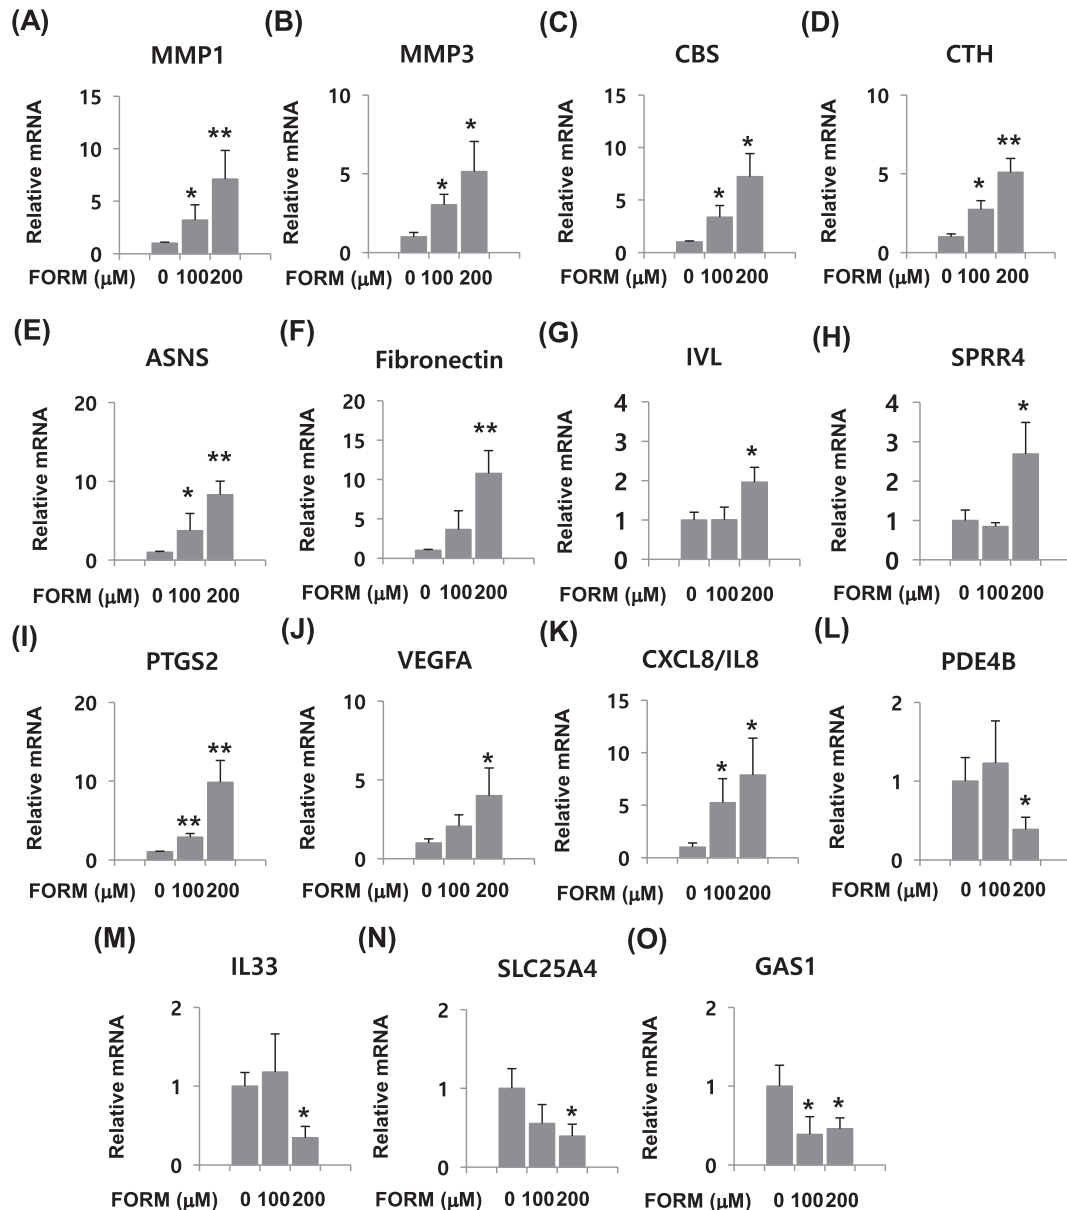 (A)
MMP1
Relative mRNA
15
10
5
0
*
**
FORM (μM) 0 100 200
(B)
MMP3
Relative mRNA
10
5
0
*
*
FORM (μM) 0 100 200
(C)
CBS
Relative mRNA
15
10
5
0
*
*
FORM (μM) 0 100 200
(D)
CTH
Relative mRNA
10
5
0
*
**
FORM (μM) 0 100 200
(E)
ASNS
Relative mRNA
20
10
0
*
**
FORM (μM) 0 100 200
(F)
Fibronectin
Relative mRNA
20
15
10
5
0
**
FORM (μM) 0 100 200
(G)
IVL
Relative mRNA
4
3
2
1
0
*
FORM (μM) 0 100 200
(H)
SPRR4
Relative mRNA
4
3
2
1
0
*
FORM (μM) 0 100 200
(I)
PTGS2
Relative mRNA
20
10
0
**
**
FORM (μM) 0 100 200
(J)
VEGFA
Relative mRNA
10
5
0
*
FORM (μM) 0 100 200
(K)
CXCL8/IL8
Relative mRNA
15
10
5
0
*
*
FORM (μM) 0 100 200
(L)
PDE4B
Relative mRNA
2
1
0
*
FORM (μM) 0 100 200
(M)
IL33
Relative mRNA
2
1
0
*
FORM (μM) 0 100 200
(N)
SLC25A4
Relative mRNA
2
1
0
*
FORM (μM) 0 100 200
(O)
GAS1
Relative mRNA
2
1
0
*
*
FORM (μM) 0 100 200